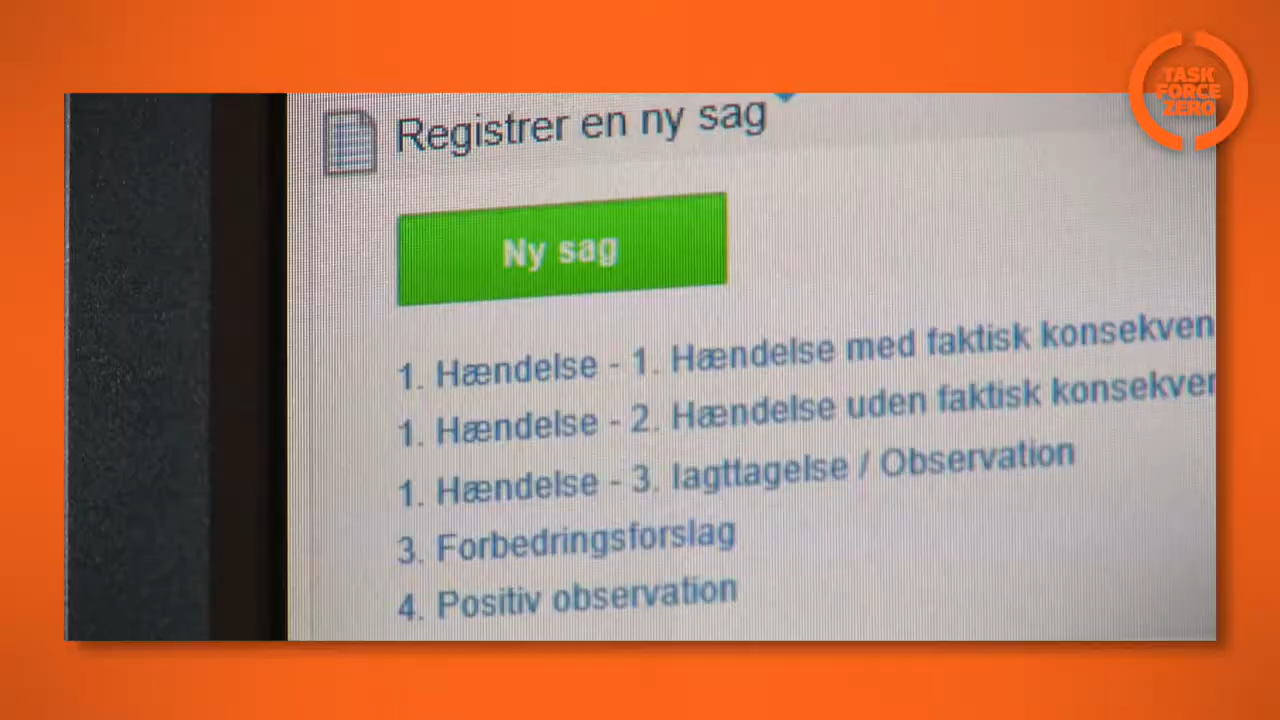 TASK
FORCE
ZERO
Registrer en ny sag
Ny sag
1. Hændelse - 1. Hændelse med faktisk konsekven
1. Hændelse - 2. Hændelse uden faktisk konsekven
1. Hændelse - 3. Iagttagelse / Observation
3. Forbedringsforslag
4. Positiv observation